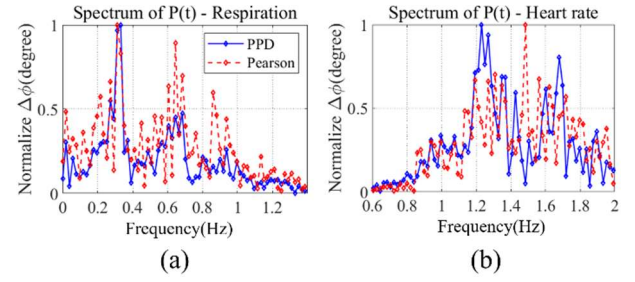 Spectrum of P(t) - Respiration
Normalize Δϕ(degree)
1
0.5
0
PPD
Pearson
0 0.2 0.4 0.6 0.8 1 1.2
Frequency(Hz)
(a)
Spectrum of P(t) - Heart rate
Normalize Δϕ(degree)
1
0.5
0
0.6 0.8 1 1.2 1.4 1.6 1.8 2
Frequency(Hz)
(b)